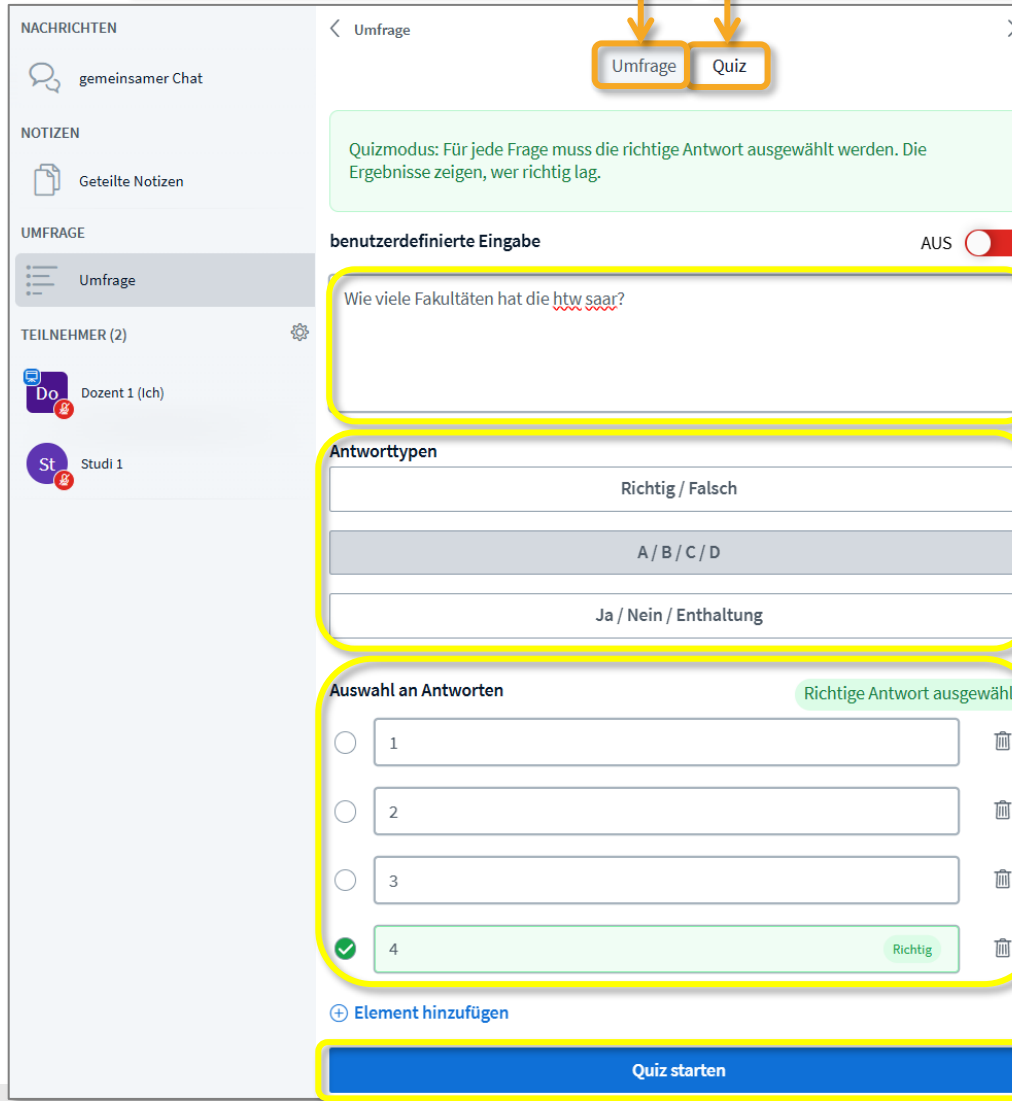 NACHRICHTEN
gemeinsamer Chat
NOTIZEN
Geteilte Notizen
UMFRAGE
Umfrage
TEILNEHMER (2)
Do
Dozent 1 (Ich)
St
Studi 1
Umfrage
Umfrage
Quiz
Quizmodus: Für jede Frage muss die richtige Antwort ausgewählt werden. Die
Ergebnisse zeigen, wer richtig lag.
benutzerdefinierte Eingabe
AUS
Wie viele Fakultäten hat die htw saar?
Antworttypen
Richtig / Falsch
A / B / C / D
Ja / Nein / Enthaltung
Auswahl an Antworten
Richtige Antwort ausgewähl
1
2
3
4
Richtig
Element hinzufügen
Quiz starten